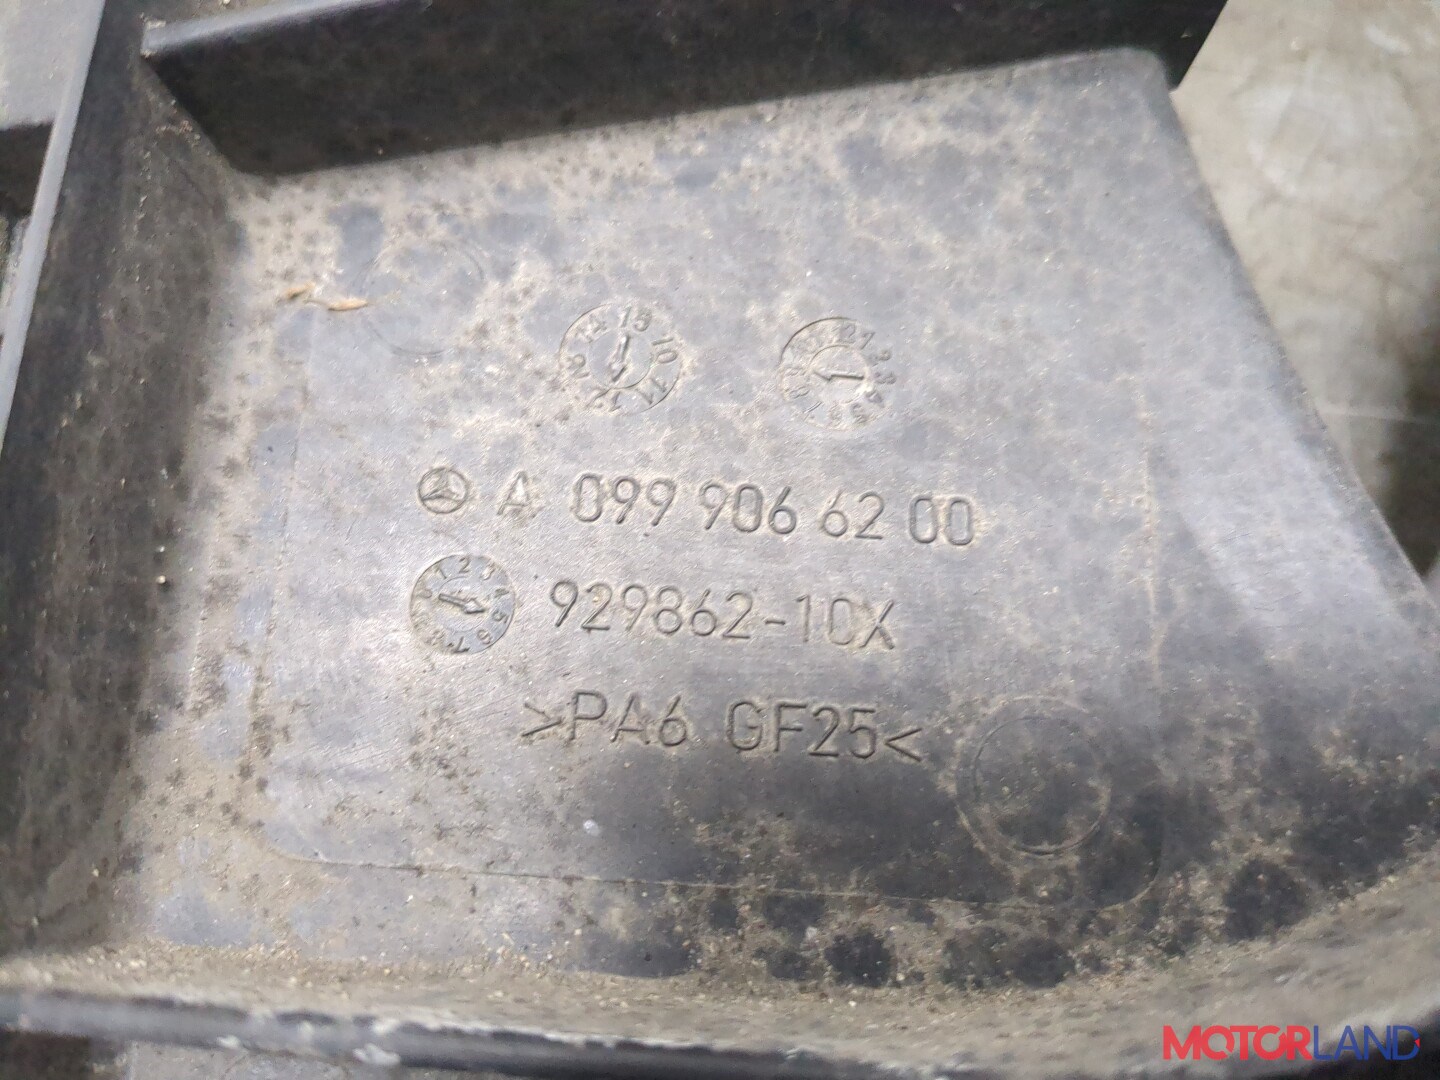 A 099 906 62 00
929862-10X
>PA6 GF25<
MOTORLAND